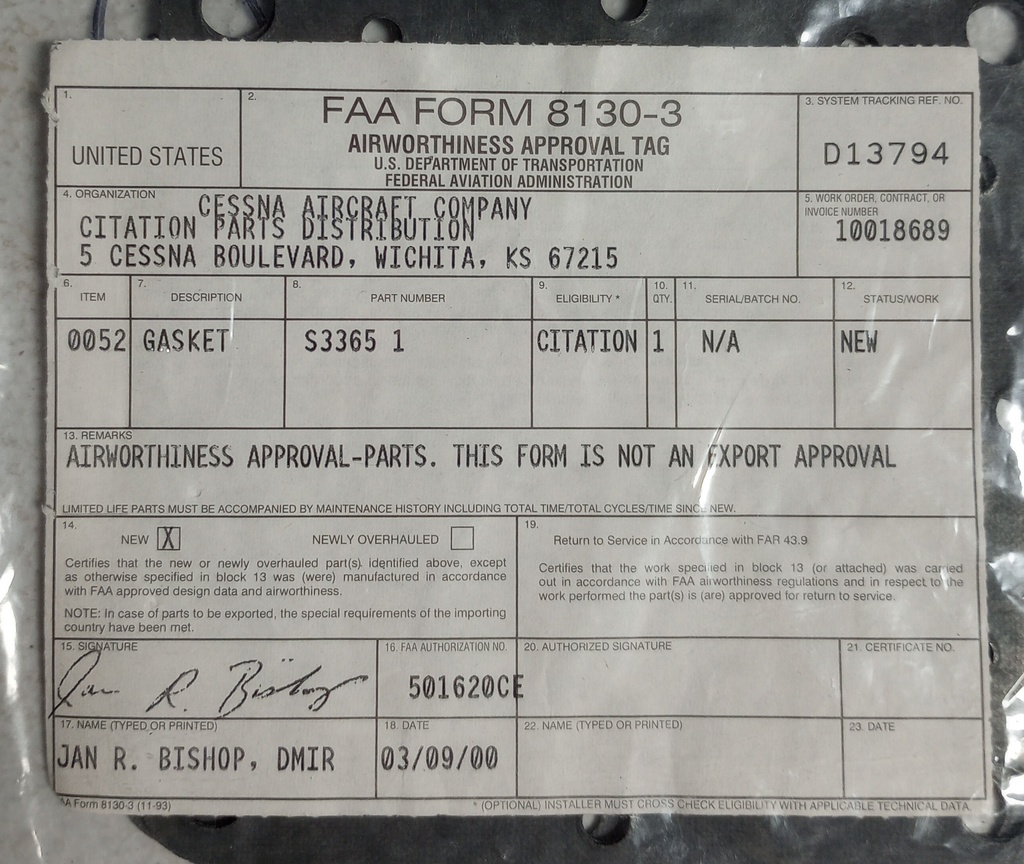 1.
UNITED STATES
2.
FAA FORM 8130-3
AIRWORTHINESS APPROVAL TAG
U.S. DEPARTMENT OF TRANSPORTATION
FEDERAL AVIATION ADMINISTRATION
3. SYSTEM TRACKING REF. NO.
D13794
4. ORGANIZATION
CESSNA AIRCRAFT COMPANY
CITATION PARTS DISTRIBUTION
5 CESSNA BOULEVARD, WICHITA, KS 67215
5. WORK ORDER, CONTRACT, OR
INVOICE NUMBER
10018689
6. ITEM
7. DESCRIPTION
8. PART NUMBER
9. ELIGIBILITY *
10. QTY.
11. SERIAL/BATCH NO.
12. STATUS/WORK
0052 GASKET S3365 1 CITATION 1 N/A NEW
13. REMARKS
AIRWORTHINESS APPROVAL-PARTS. THIS FORM IS NOT AN EXPORT APPROVAL
LIMITED LIFE PARTS MUST BE ACCOMPANIED BY MAINTENANCE HISTORY INCLUDING TOTAL TIME/TOTAL CYCLES/TIME SINCE NEW.
14.
NEW X NEWLY OVERHAULED
Certifies that the new or newly overhauled part(s) identified above, except
as otherwise specified in block 13 was (were) manufactured in accordance
with FAA approved design data and airworthiness.
NOTE: In case of parts to be exported, the special requirements of the importing
country have been met.
19.
Return to Service in Accordance with FAR 43.9
Certifies that the work specified in block 13 (or attached) was carried
out in accordance with FAA airworthiness regulations and in respect to the
work performed the part(s) is (are) approved for return to service.
15. SIGNATURE
Jan R. Bishop
16. FAA AUTHORIZATION NO.
501620CE
20. AUTHORIZED SIGNATURE
21. CERTIFICATE NO.
17. NAME (TYPED OR PRINTED)
JAN R. BISHOP, DMIR
18. DATE
03/09/00
22. NAME (TYPED OR PRINTED)
23. DATE
A Form 8130-3 (11-93)
* (OPTIONAL) INSTALLER MUST CROSS CHECK ELIGIBILITY WITH APPLICABLE TECHNICAL DATA.